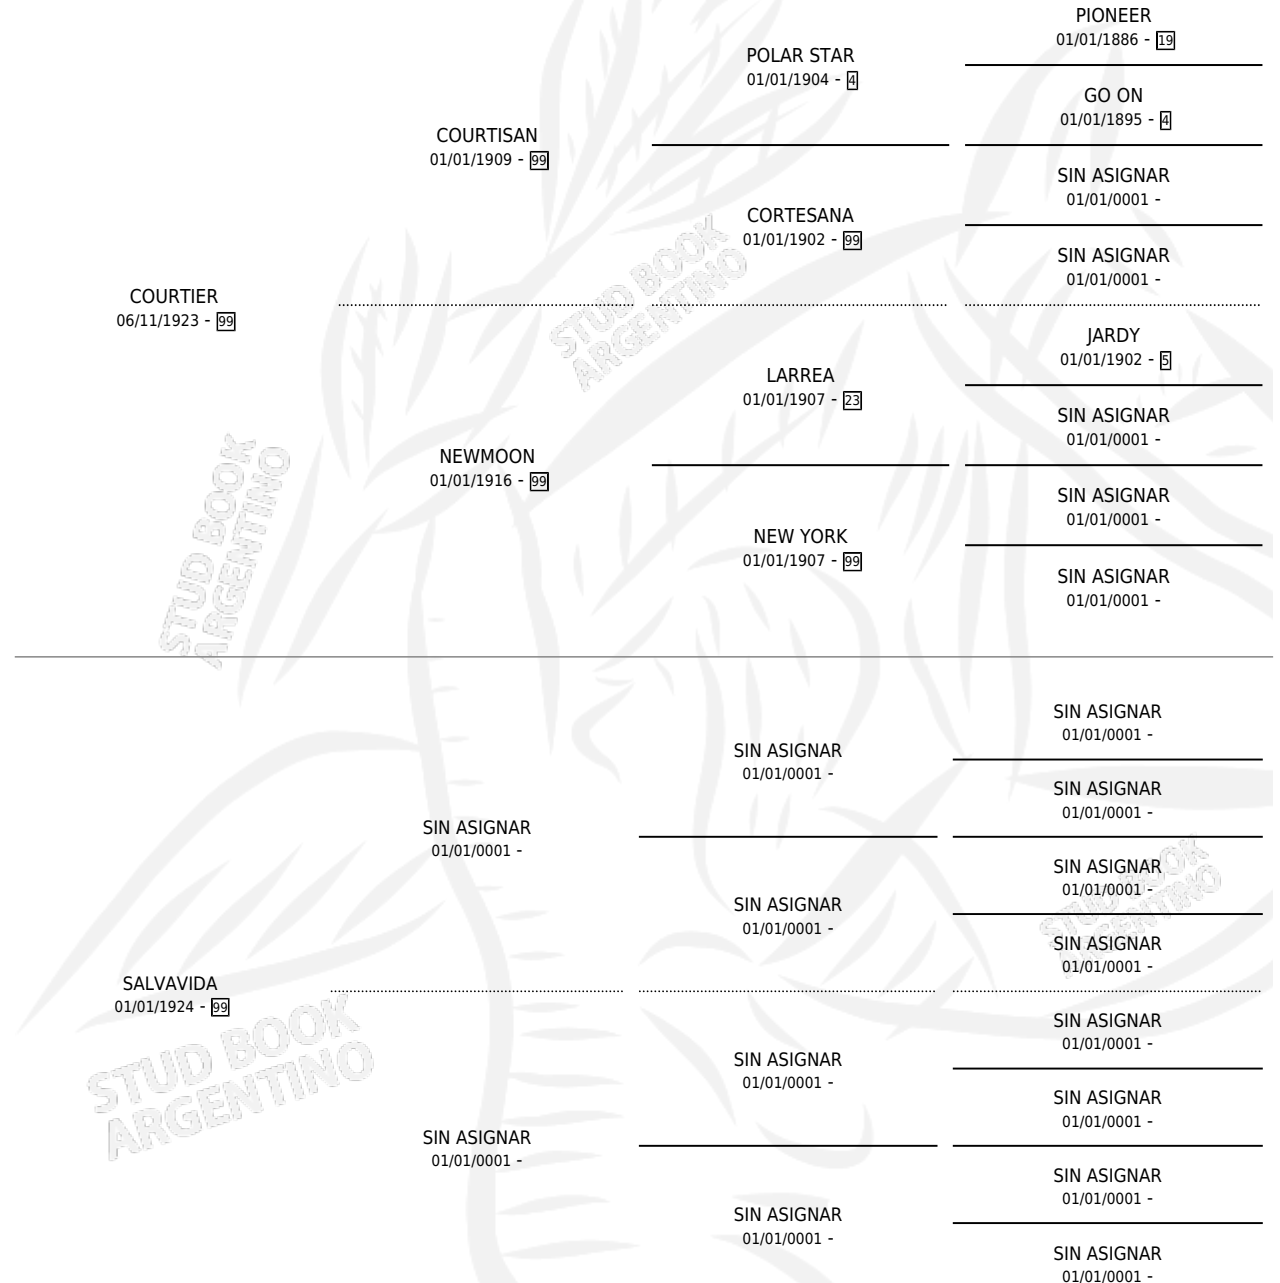 PIONEER
01/01/1886 - 19
POLAR STAR
01/01/1904 - 4
GO ON
01/01/1895 - 4
COURTISAN
01/01/1909 - 99
SIN ASIGNAR
01/01/0001 -
CORTESANA
01/01/1902 - 99
SIN ASIGNAR
01/01/0001 -
COURTIER
06/11/1923 - 99
JARDY
01/01/1902 - 5
LARREA
01/01/1907 - 23
SIN ASIGNAR
01/01/0001 -
NEWMOON
01/01/1916 - 99
SIN ASIGNAR
01/01/0001 -
NEW YORK
01/01/1907 - 99
SIN ASIGNAR
01/01/0001 -
SIN ASIGNAR
01/01/0001 -
SIN ASIGNAR
01/01/0001 -
SIN ASIGNAR
01/01/0001 -
SIN ASIGNAR
01/01/0001 -
SIN ASIGNAR
01/01/0001 -
SIN ASIGNAR
01/01/0001 -
SIN ASIGNAR
01/01/0001 -
SALVAVIDA
01/01/1924 - 99
SIN ASIGNAR
01/01/0001 -
SIN ASIGNAR
01/01/0001 -
SIN ASIGNAR
01/01/0001 -
SIN ASIGNAR
01/01/0001 -
SIN ASIGNAR
01/01/0001 -
SIN ASIGNAR
01/01/0001 -
SIN ASIGNAR
01/01/0001 -
STUD BOOK
ARGENTINO
STUD BOOK
ARGENTINO
STUD BOOK
ARGENTINO
STUD BOOK
ARGENTINO